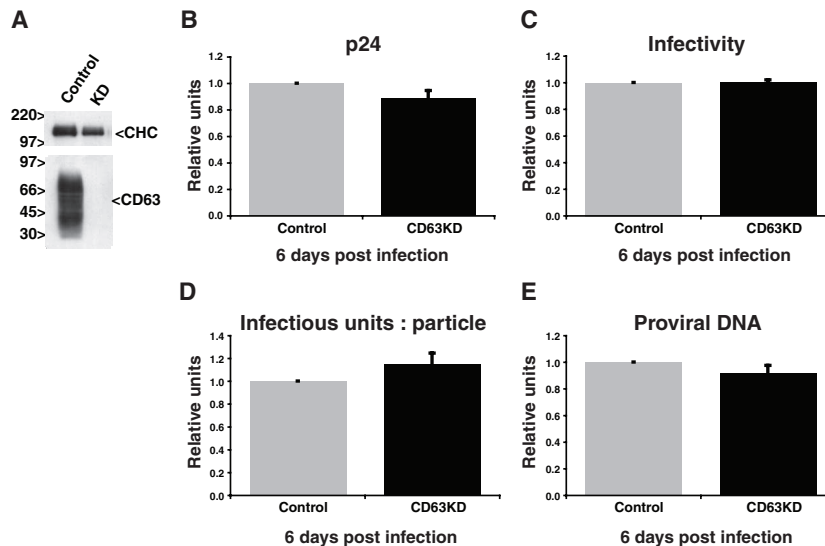 A
Control
KD
220>
<CHC
97>
97>
66>
<CD63
45>
30>
B
p24
Relative units
1.2
1.0
0.8
0.6
0.4
0.2
0.0
Control
CD63KD
6 days post infection
C
Infectivity
Relative units
1.2
1.0
0.8
0.6
0.4
0.2
0.0
Control
CD63KD
6 days post infection
D
Infectious units : particle
Relative units
1.4
1.2
1.0
0.8
0.6
0.4
0.2
0.0
Control
CD63KD
6 days post infection
E
Proviral DNA
Relative units
1.2
1.0
0.8
0.6
0.4
0.2
0.0
Control
CD63KD
6 days post infection